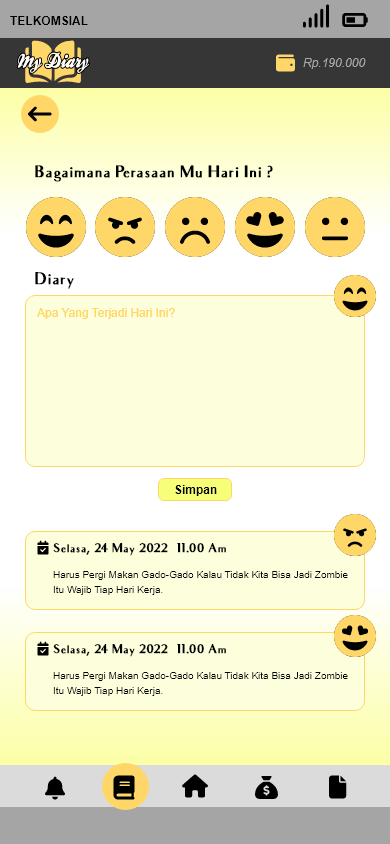 TELKOMSIAL
My Diary
Rp.190.000
Bagaimana Perasaan Mu Hari Ini ?
Diary
Apa Yang Terjadi Hari Ini?
Simpan
Selasa, 24 May 2022 11.00 Am
Harus Pergi Makan Gado-Gado Kalau Tidak Kita Bisa Jadi Zombie
Itu Wajib Tiap Hari Kerja.
Selasa, 24 May 2022 11.00 Am
Harus Pergi Makan Gado-Gado Kalau Tidak Kita Bisa Jadi Zombie
Itu Wajib Tiap Hari Kerja.